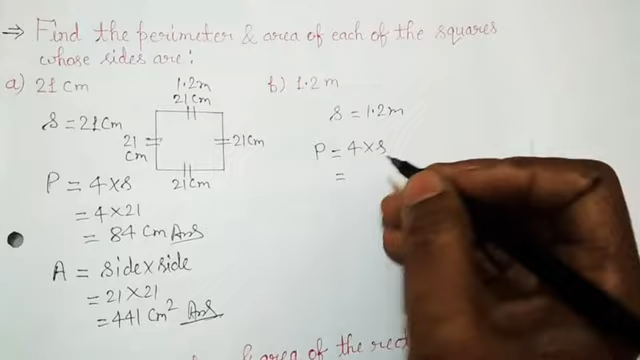 ⇒ Find the perimeter & area of each of the squares
whose sides are:
a) 21 cm
S = 21 cm
1.2m
21 cm
21 cm
21 cm
21 cm
P = 4×s
= 4×21
= 84 cm Ans
A = side×side
= 21×21
= 441 cm² Ans
b) 1.2 m
S = 1.2 m
P = 4×s
=
area of the